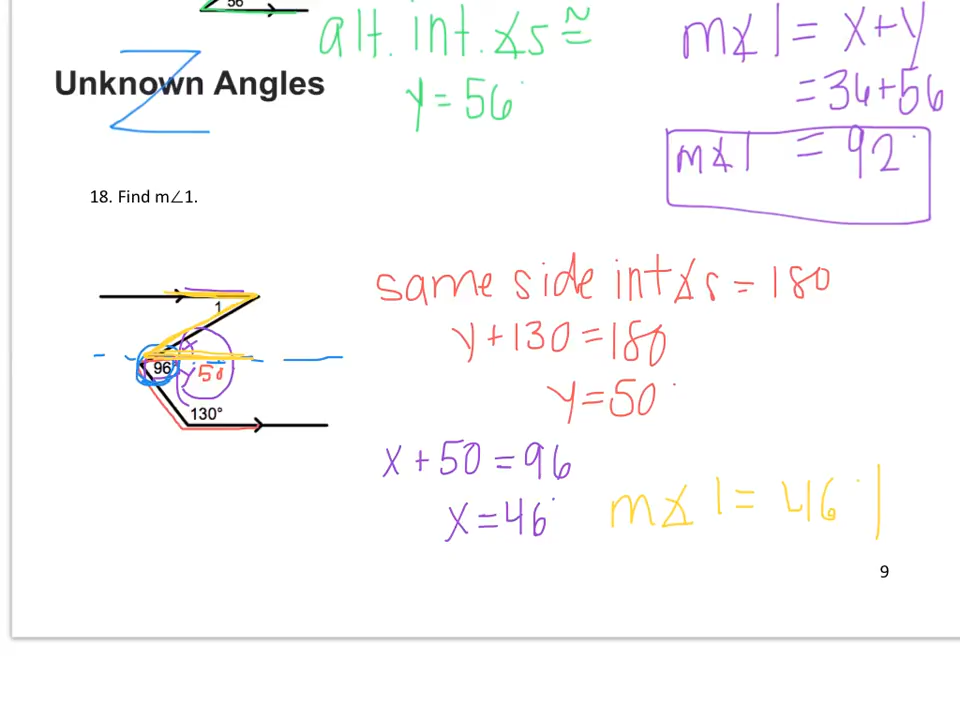 56
alt. int. ∡s ≅
y = 56°
m∡1 = x+y
= 36+56
m∡1 = 92°
Unknown Angles
18. Find m∠1.
1
x
96
y 50
130°
same side int ∡s = 180
y + 130 = 180
y = 50°
x + 50 = 96
x = 46°
m∡1 = 46°
9